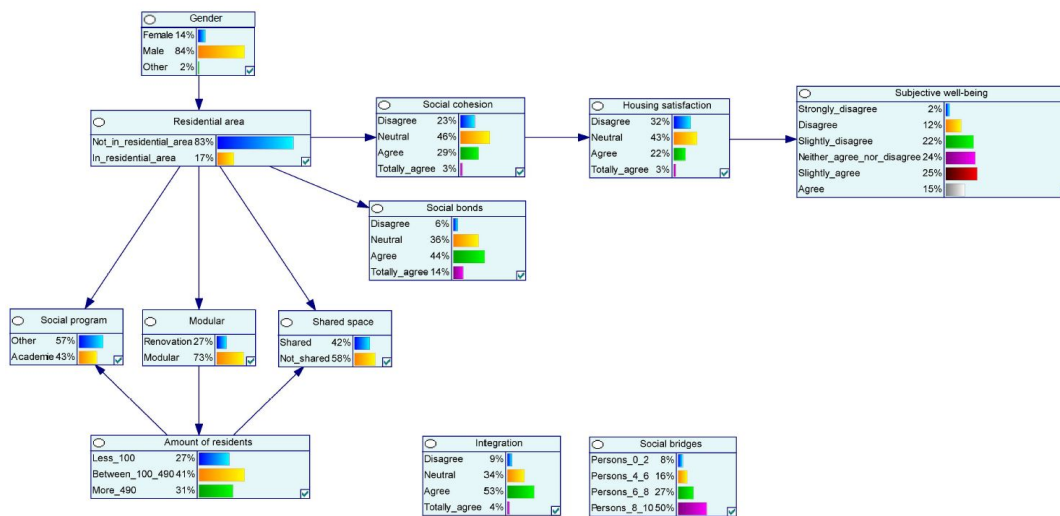 Gender
Female 14%
Male 84%
Other 2%
Residential area
Not_in_residential_area 83%
In_residential_area 17%
Social cohesion
Disagree 23%
Neutral 46%
Agree 29%
Totally_agree 3%
Housing satisfaction
Disagree 32%
Neutral 43%
Agree 22%
Totally_agree 3%
Subjective well-being
Strongly_disagree 2%
Disagree 12%
Slightly_disagree 22%
Neither_agree_nor_disagree 24%
Slightly_agree 25%
Agree 15%
Social bonds
Disagree 6%
Neutral 36%
Agree 44%
Totally_agree 14%
Social program
Other 57%
Academie 43%
Modular
Renovation 27%
Modular 73%
Shared space
Shared 42%
Not_shared 58%
Amount of residents
Less_100 27%
Between_100_490 41%
More_490 31%
Integration
Disagree 9%
Neutral 34%
Agree 53%
Totally_agree 4%
Social bridges
Persons_0_2 8%
Persons_4_6 16%
Persons_6_8 27%
Persons_8_10 50%